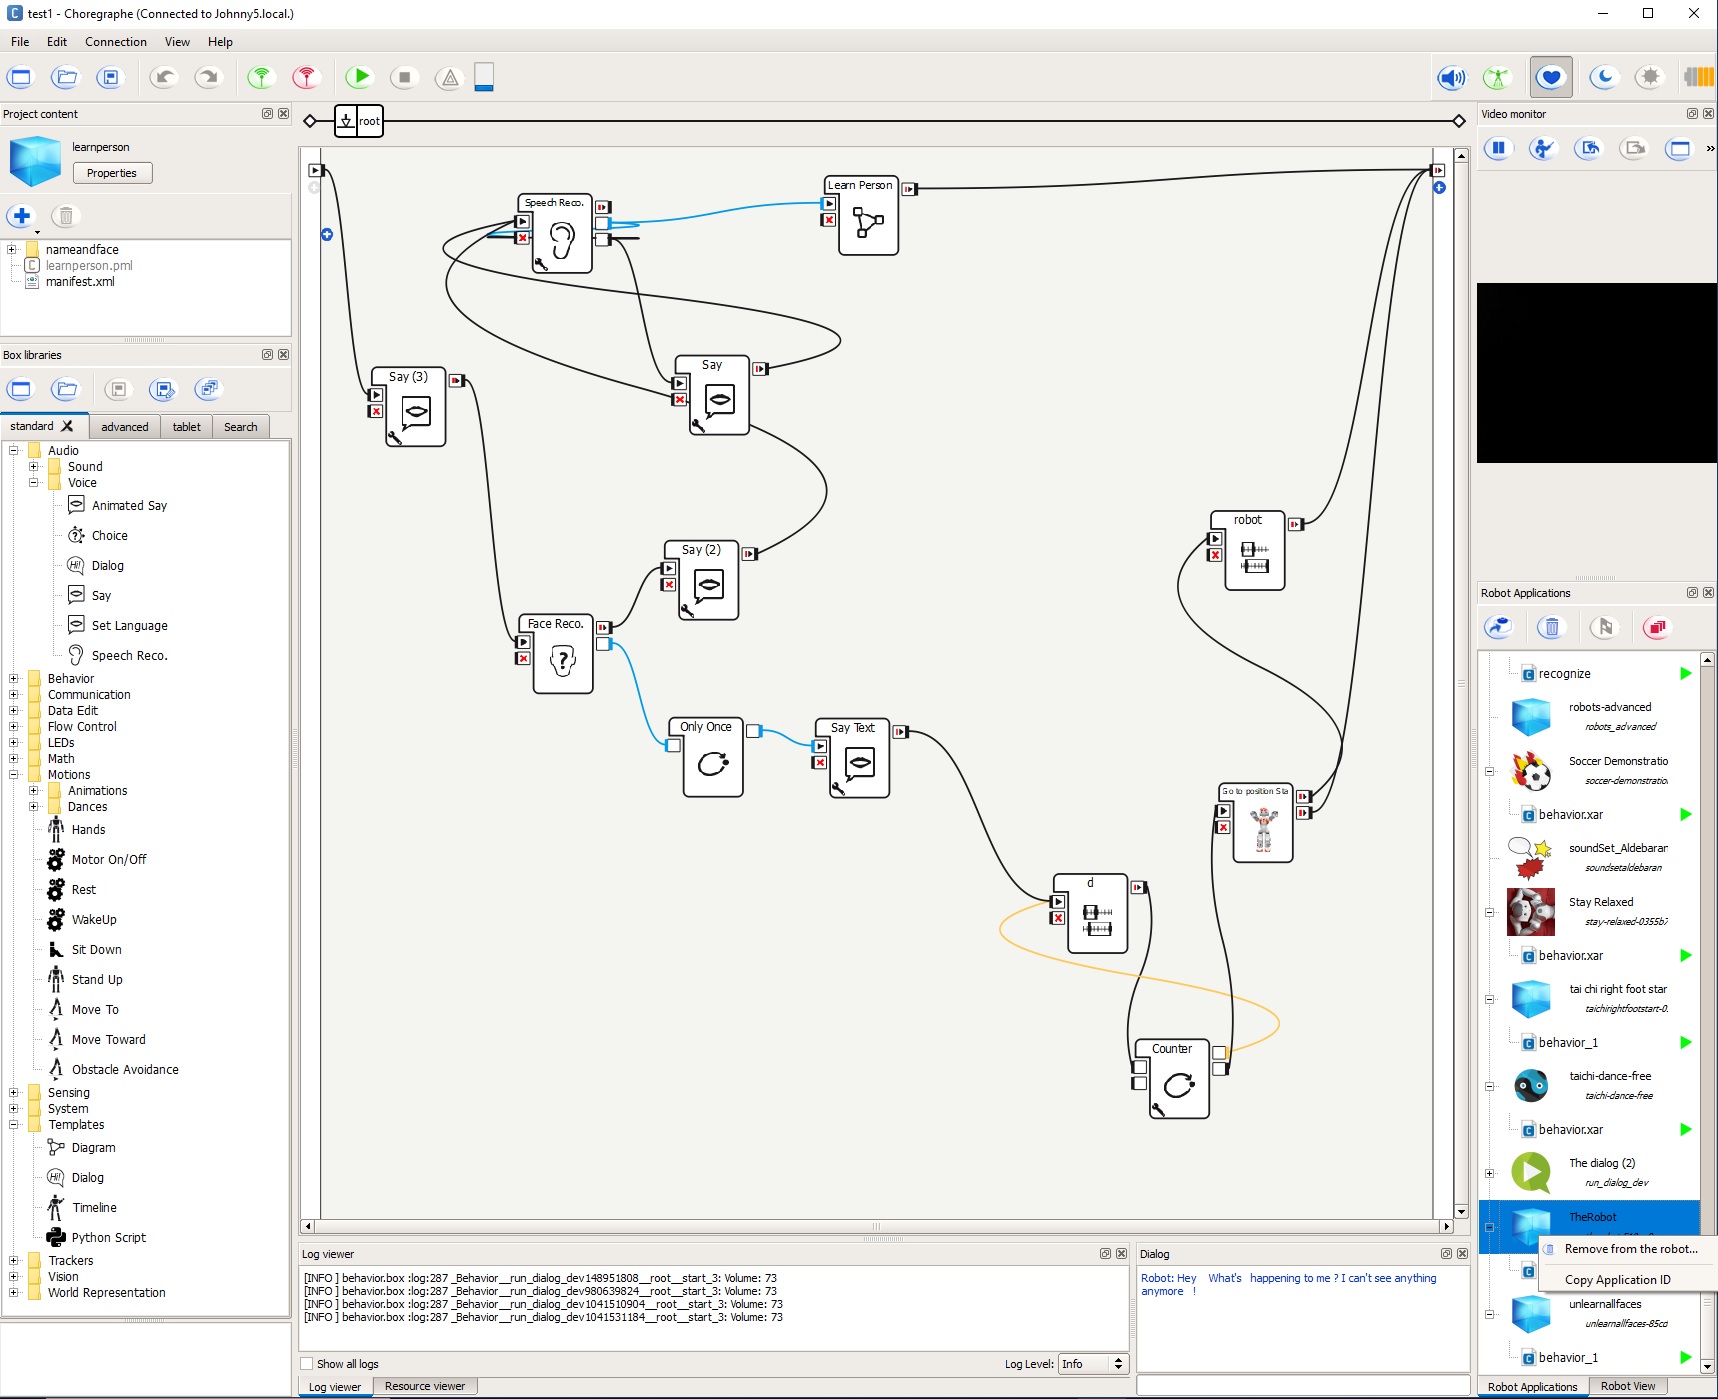 test1 - Choregraphe (Connected to Johnny5.local.)
File Edit Connection View Help
Project content
learnperson
Properties
nameandface
learnperson.pml
manifest.xml
Box libraries
standard advanced tablet Search
Audio
Sound
Voice
Animated Say
Choice
Dialog
Say
Set Language
Speech Reco.
Behavior
Communication
Data Edit
Flow Control
LEDs
Math
Motions
Animations
Dances
Hands
Motor On/Off
Rest
WakeUp
Sit Down
Stand Up
Move To
Move Toward
Obstacle Avoidance
Sensing
System
Templates
Diagram
Dialog
Timeline
Python Script
Trackers
Vision
World Representation
root
Speech Reco.
Learn Person
Say (3)
Say
Say (2)
Face Reco.
Only Once
Say Text
robot
Go to position Sta
d
Counter
Log viewer
[INFO ] behavior.box :log:287 _Behavior__run_dialog_dev148951808__root__start_3: Volume: 73
[INFO ] behavior.box :log:287 _Behavior__run_dialog_dev980639824__root__start_3: Volume: 73
[INFO ] behavior.box :log:287 _Behavior__run_dialog_dev1041510904__root__start_3: Volume: 73
[INFO ] behavior.box :log:287 _Behavior__run_dialog_dev1041531184__root__start_3: Volume: 73
Show all logs
Log Level: Info
Log viewer Resource viewer
Dialog
Robot: Hey What's happening to me ? I can't see anything
anymore !
Video monitor
Robot Applications
recognize
robots-advanced
robots_advanced
Soccer Demonstratio
soccer-demonstratio
behavior.xar
soundSet_Aldebaran
soundsetaldebaran
Stay Relaxed
stay-relaxed-0355b7
behavior.xar
tai chi right foot star
taichirightfootstart-0.
behavior_1
taichi-dance-free
taichi-dance-free
behavior.xar
The dialog (2)
run_dialog_dev
TheRobot
Remove from the robot...
Copy Application ID
unlearnallfaces
unlearnallfaces-85cd
behavior_1
Robot Applications Robot View